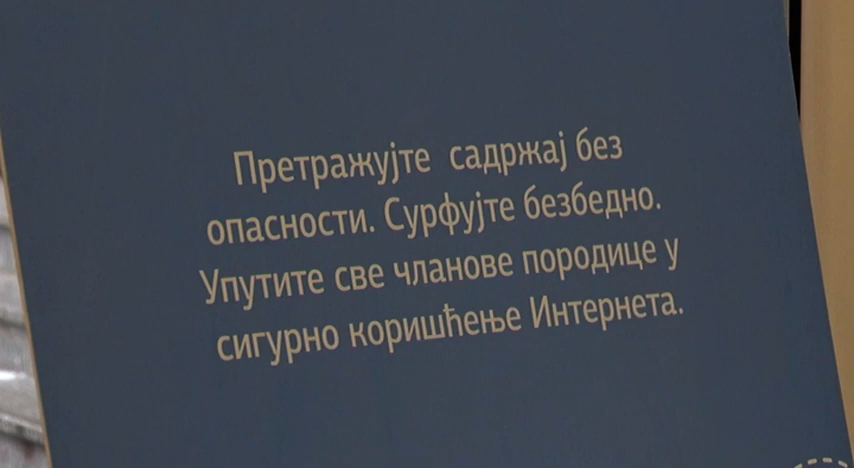 Претражујте садржај без
опасности. Сурфујте безбедно.
Упутите све чланове породице у
сигурно коришћење Интернета.